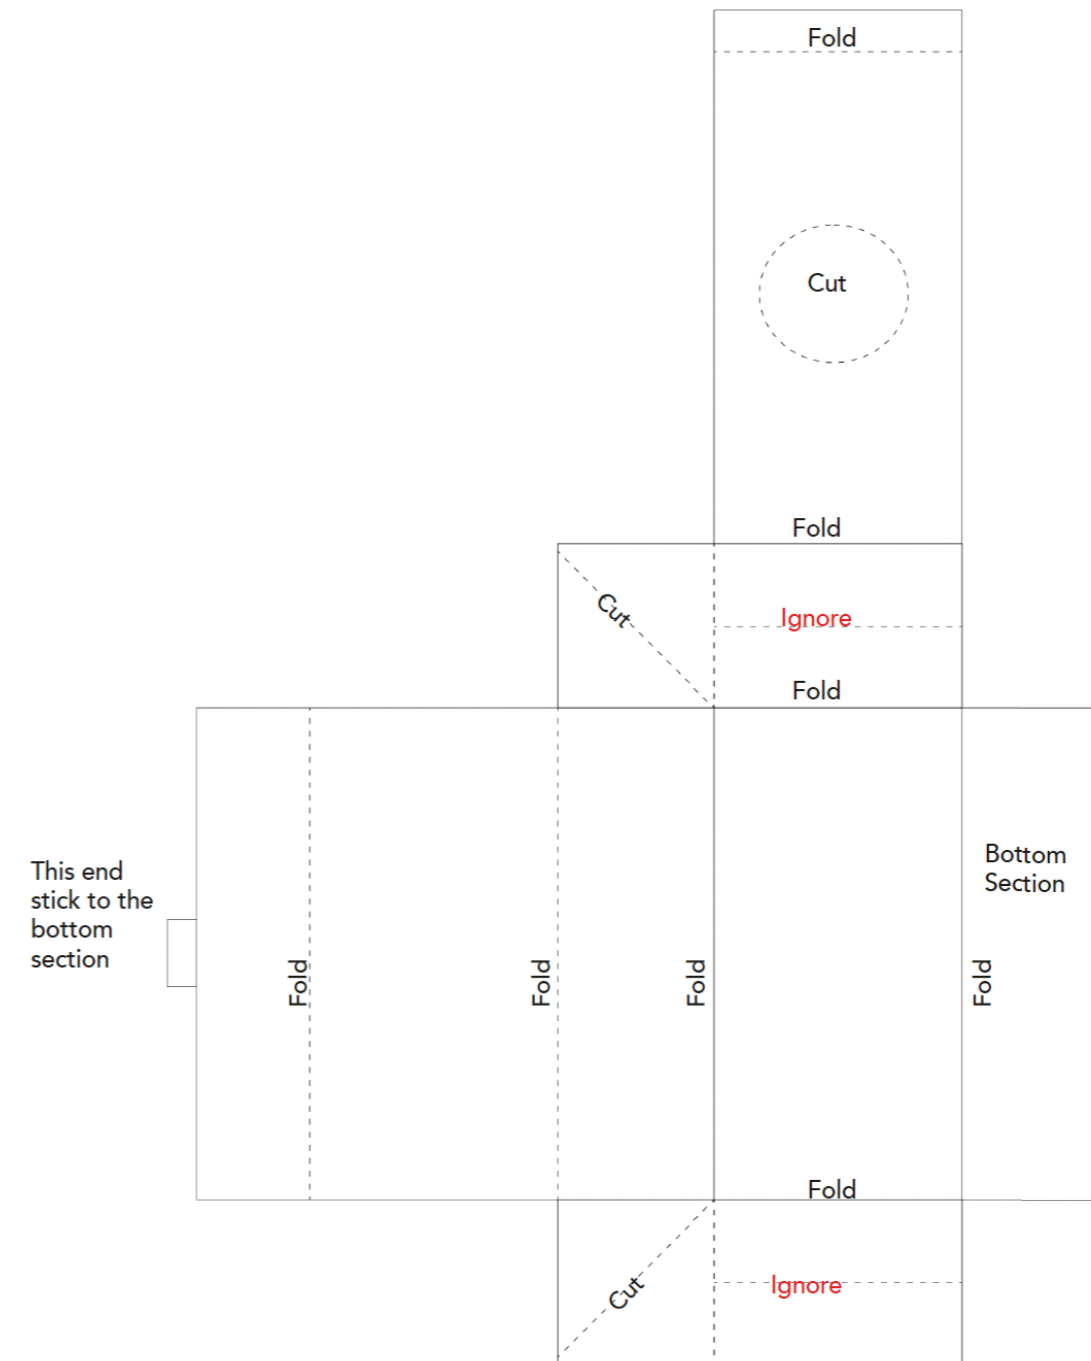 Fold
Cut
Fold
Cut
Ignore
Fold
Bottom
Section
This end
stick to the
bottom
section
Fold
Fold
Fold
Fold
Fold
Cut
Ignore